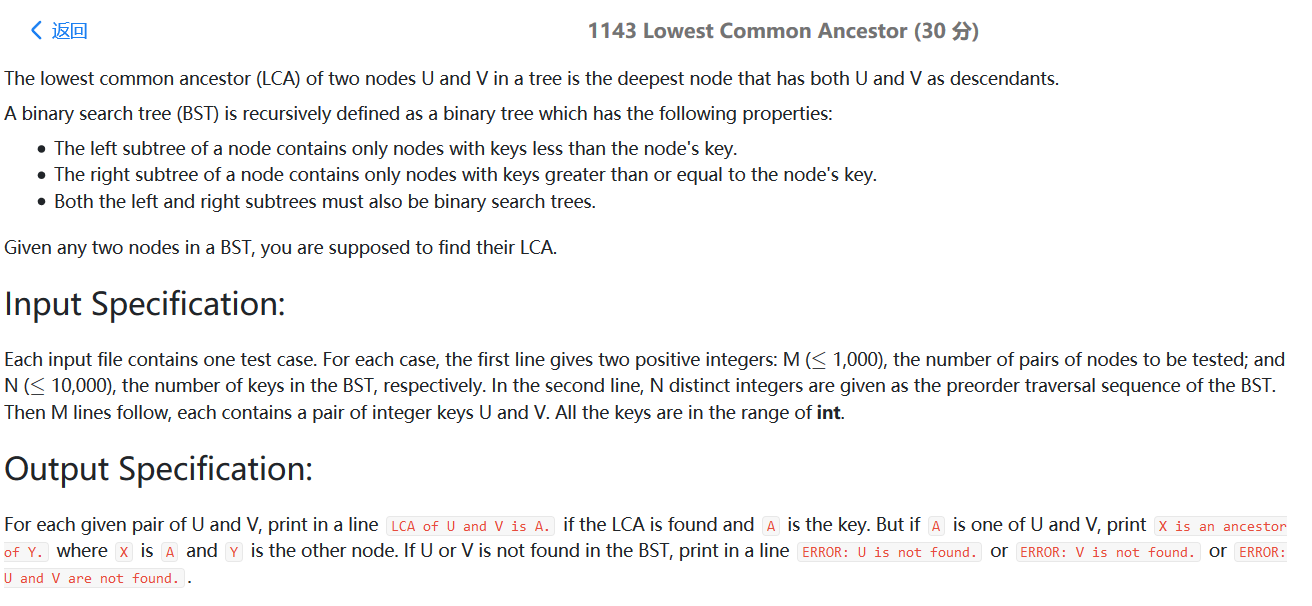 返回
1143 Lowest Common Ancestor (30 分)
The lowest common ancestor (LCA) of two nodes U and V in a tree is the deepest node that has both U and V as descendants.
A binary search tree (BST) is recursively defined as a binary tree which has the following properties:
• The left subtree of a node contains only nodes with keys less than the node's key.
• The right subtree of a node contains only nodes with keys greater than or equal to the node's key.
• Both the left and right subtrees must also be binary search trees.
Given any two nodes in a BST, you are supposed to find their LCA.
Input Specification:
Each input file contains one test case. For each case, the first line gives two positive integers: M (≤ 1,000), the number of pairs of nodes to be tested; and
N (≤ 10,000), the number of keys in the BST, respectively. In the second line, N distinct integers are given as the preorder traversal sequence of the BST.
Then M lines follow, each contains a pair of integer keys U and V. All the keys are in the range of int.
Output Specification:
For each given pair of U and V, print in a line LCA of U and V is A. if the LCA is found and A is the key. But if A is one of U and V, print X is an ancestor
of Y. where X is A and Y is the other node. If U or V is not found in the BST, print in a line ERROR: U is not found. or ERROR: V is not found. or ERROR:
U and V are not found. .